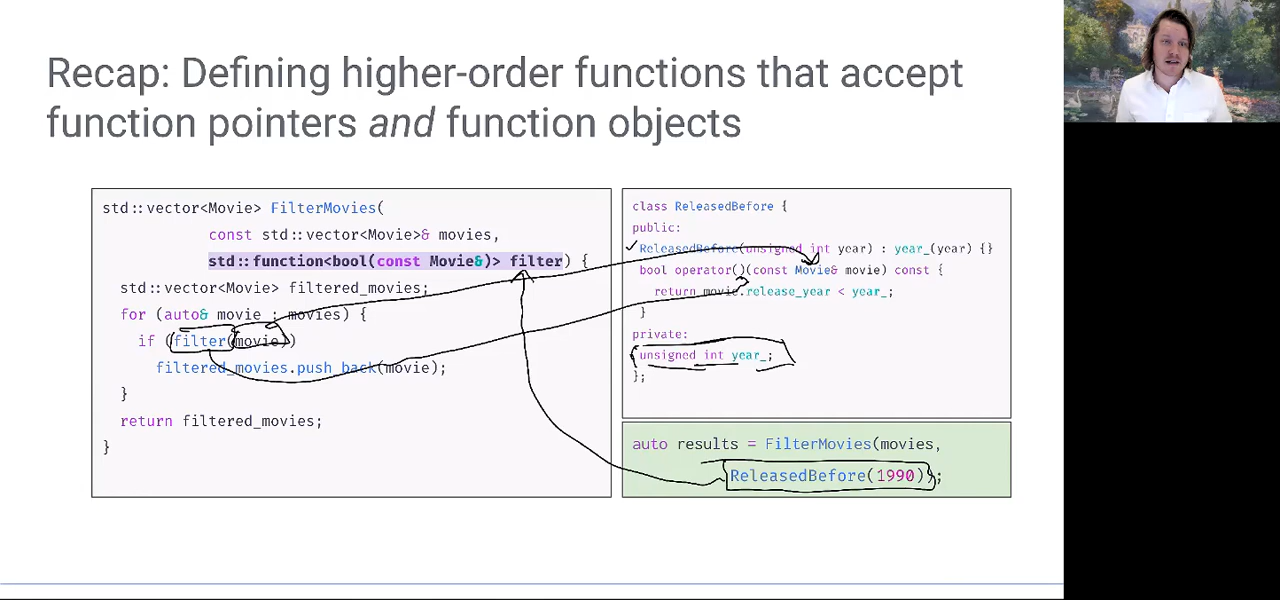 Recap: Defining higher-order functions that accept
function pointers and function objects
std::vector<Movie> FilterMovies(
const std::vector<Movie>& movies,
std::function<bool(const Movie&)> filter) {
std::vector<Movie> filtered_movies;
for (auto& movie : movies) {
if (filter(movie))
filtered_movies.push_back(movie);
}
return filtered_movies;
}
class ReleasedBefore {
public:
ReleasedBefore(unsigned int year) : year_(year) {}
bool operator()(const Movie& movie) const {
return movie.release_year < year_;
}
private:
unsigned int year_;
};
auto results = FilterMovies(movies,
ReleasedBefore(1990));